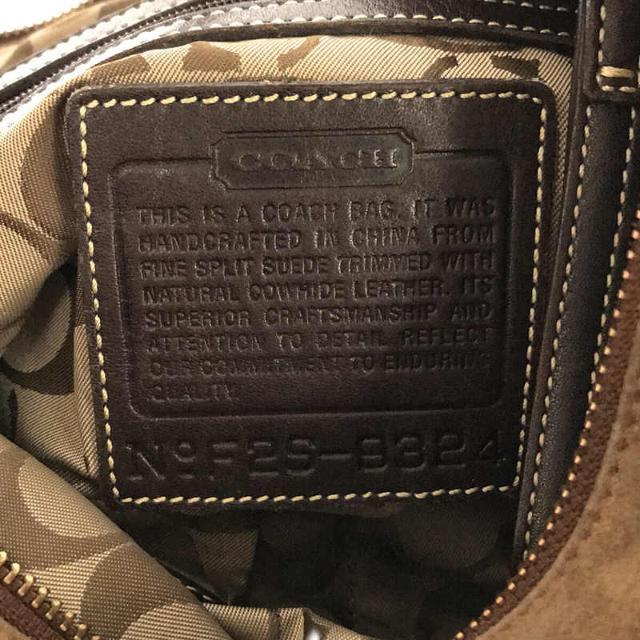 COACH
THIS IS A COACH BAG. IT WAS
HANDCRAFTED IN CHINA FROM
FINE SPLIT SUEDE TRIMMED WITH
NATURAL COWHIDE LEATHER. ITS
SUPERIOR CRAFTSMANSHIP AND
ATTENTION TO DETAIL REFLECT
OUR COMMITMENT TO ENDURING
QUALITY.
No F2S-8324